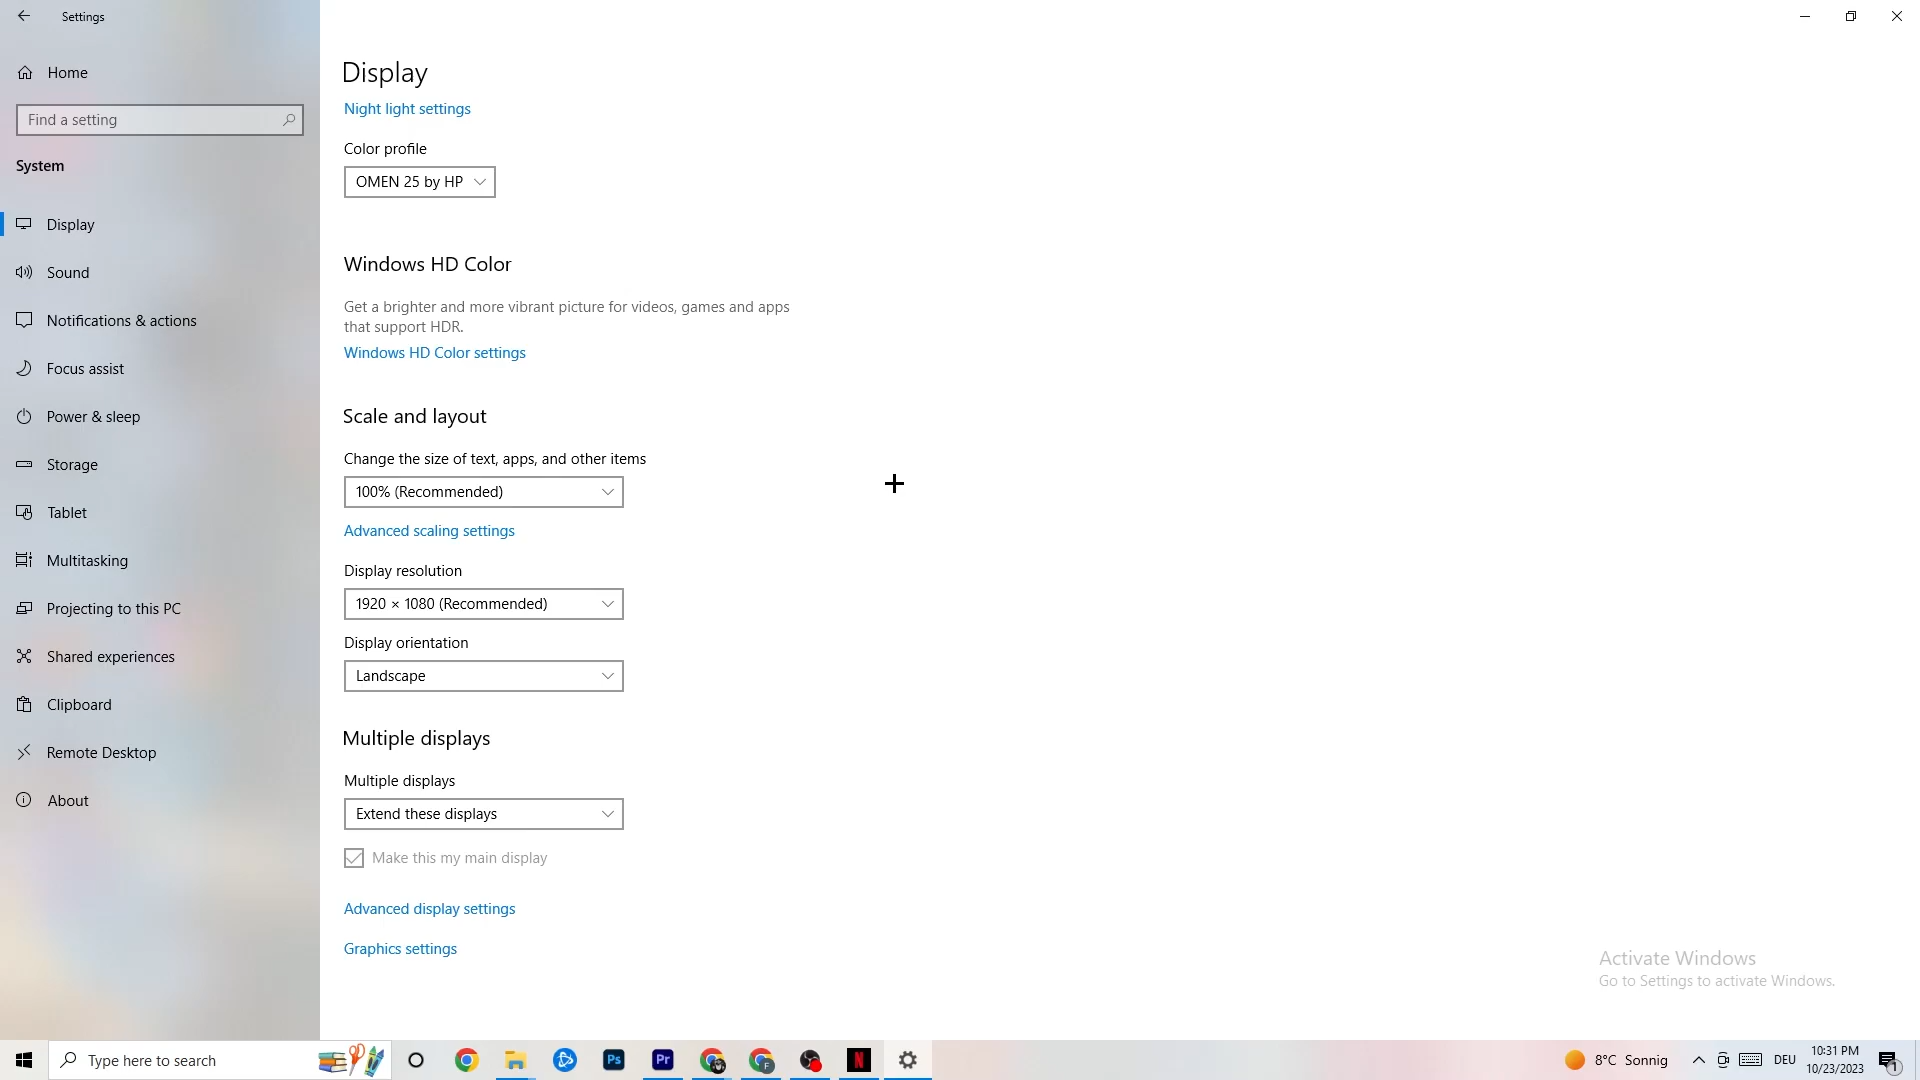 Settings
Home
Find a setting
System
Display
Sound
Notifications & actions
Focus assist
Power & sleep
Storage
Tablet
Multitasking
Projecting to this PC
Shared experiences
Clipboard
Remote Desktop
About
Display
Night light settings
Color profile
OMEN 25 by HP
Windows HD Color
Get a brighter and more vibrant picture for videos, games and apps
that support HDR.
Windows HD Color settings
Scale and layout
Change the size of text, apps, and other items
100% (Recommended)
Advanced scaling settings
Display resolution
1920 × 1080 (Recommended)
Display orientation
Landscape
Multiple displays
Multiple displays
Extend these displays
Make this my main display
Advanced display settings
Graphics settings
Activate Windows
Go to Settings to activate Windows.
Type here to search
Ps
Pr
F
N
8°C Sonnig
DEU
10:31 PM
10/23/2023
1